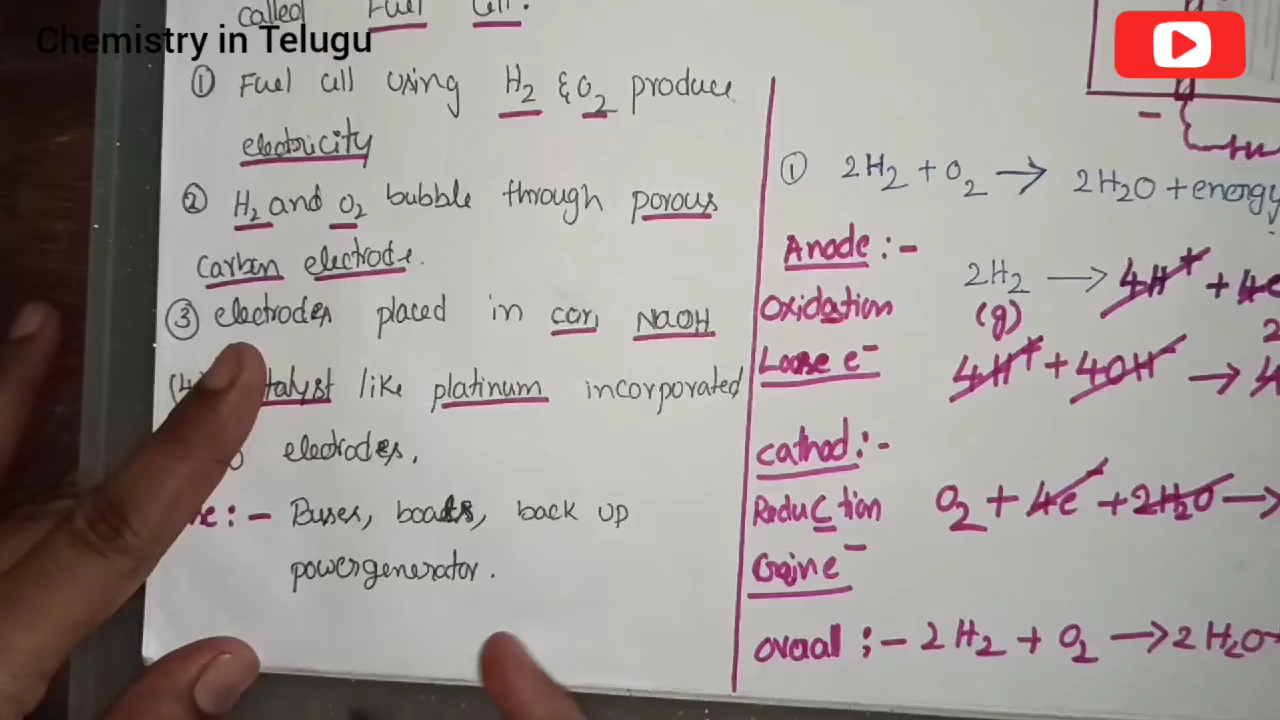 called Fuel Cell.
Chemistry in Telugu
① Fuel cell using H₂ & O₂ produce
electricity
② H₂ and O₂ bubble through porous
Carbon electrode.
③ electrodes placed in con, NaOH
like platinum incorporated
electrodes.
:- Buses, boats, back up
powergenerator.
① 2H₂ + O₂ → 2H₂O + energy
Anode :-
2H₂ → 4H⁺ + 4e
Oxidation
(g)
Loose e⁻
4H⁺ + 4OH⁻ →
Cathod :-
Reduction
O₂ + 4e⁻ + 2H₂O →
Gain e⁻
:- 2H₂ + O₂ → 2H₂O